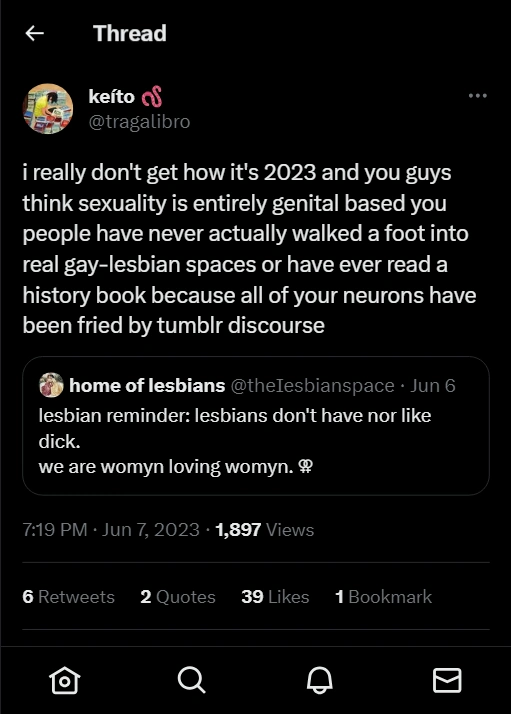 Thread
keíto
@tragalibro
i really don't get how it's 2023 and you guys
think sexuality is entirely genital based you
people have never actually walked a foot into
real gay-lesbian spaces or have ever read a
history book because all of your neurons have
been fried by tumblr discourse
home of lesbians @theIesbianspace · Jun 6
lesbian reminder: lesbians don't have nor like
dick.
we are womyn loving womyn. ⚢
7:19 PM · Jun 7, 2023 · 1,897 Views
6 Retweets 2 Quotes 39 Likes 1 Bookmark